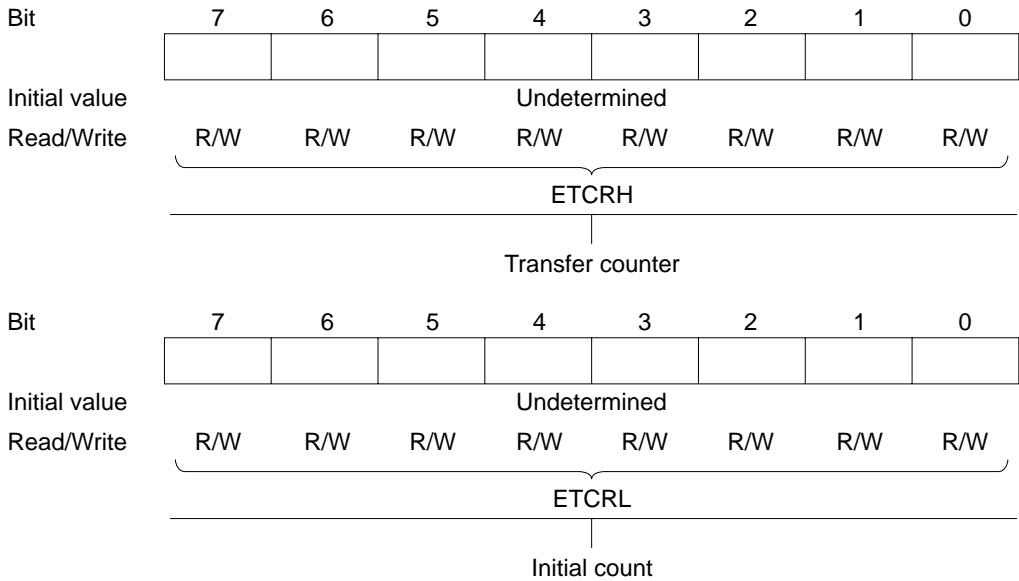 Bit 7 6 5 4 3 2 1 0
Initial value Undetermined
Read/Write R/W R/W R/W R/W R/W R/W R/W R/W
ETCRH
Transfer counter
Bit 7 6 5 4 3 2 1 0
Initial value Undetermined
Read/Write R/W R/W R/W R/W R/W R/W R/W R/W
ETCRL
Initial count